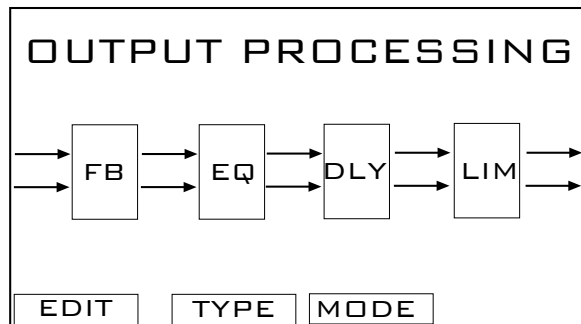 OUTPUT PROCESSING
FB EQ DLY LIM
EDIT TYPE MODE